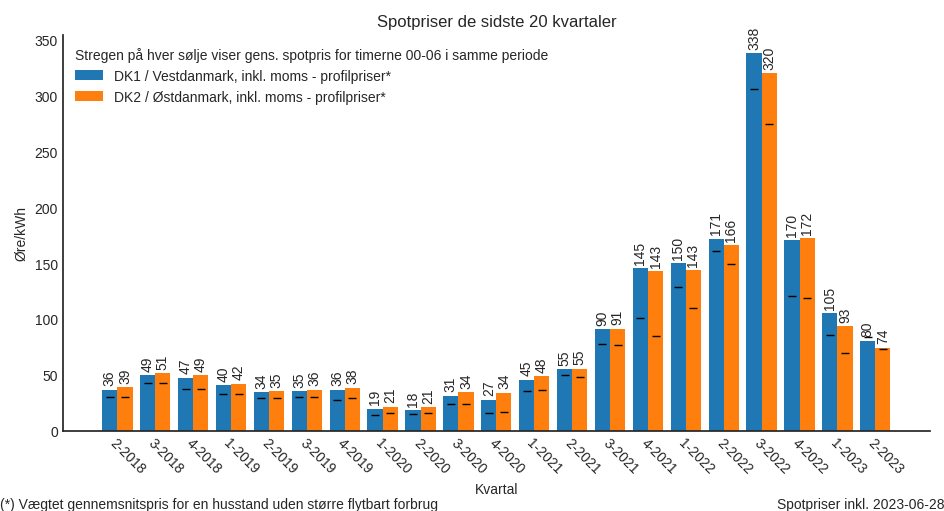 Spotpriser de sidste 20 kvartaler
Stregen på hver sølje viser gens. spotpris for timerne 00-06 i samme periode
DK1 / Vestdanmark, inkl. moms - profilpriser*
DK2 / Østdanmark, inkl. moms - profilpriser*
Øre/kWh
350
300
250
200
150
100
50
0
36 39 49 51 47 49 40 42 34 35 35 36 36 38 19 21 18 21 31 34 27 34 45 48 55 55 90 91 145 143 150 143 171 166 338 320 170 172 105 93 80 74
2-2018 3-2018 4-2018 1-2019 2-2019 3-2019 4-2019 1-2020 2-2020 3-2020 4-2020 1-2021 2-2021 3-2021 4-2021 1-2022 2-2022 3-2022 4-2022 1-2023 2-2023
Kvartal
(*) Vægtet gennemsnitspris for en husstand uden større flytbart forbrug
Spotpriser inkl. 2023-06-28